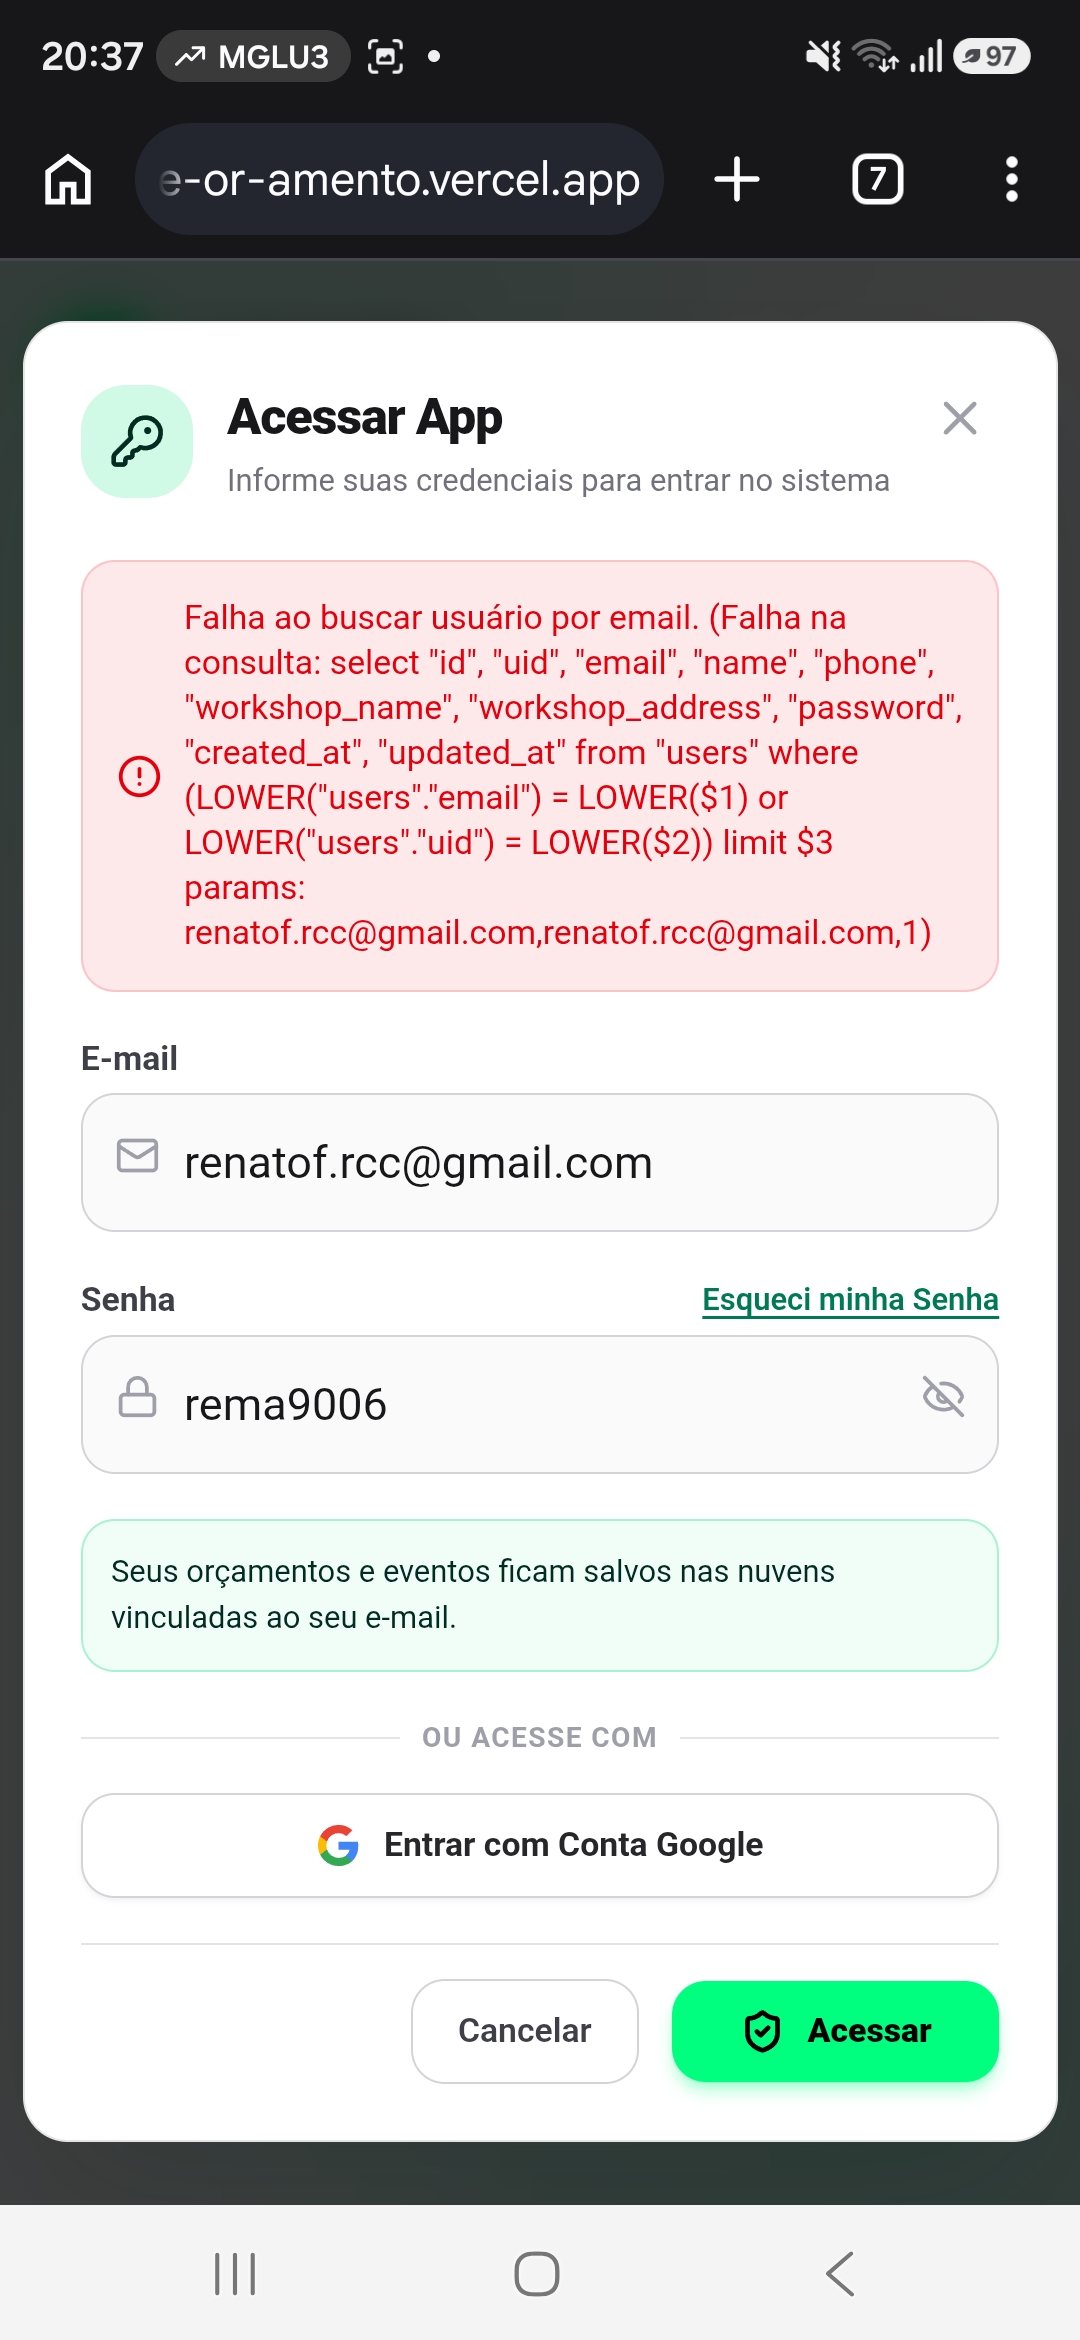 20:37 MGLU3 97
e-or-amento.vercel.app 7
Acessar App
Informe suas credenciais para entrar no sistema
Falha ao buscar usuário por email. (Falha na
consulta: select "id", "uid", "email", "name", "phone",
"workshop_name", "workshop_address", "password",
"created_at", "updated_at" from "users" where
(LOWER("users"."email") = LOWER($1) or
LOWER("users"."uid") = LOWER($2)) limit $3
params:
renatof.rcc@gmail.com,renatof.rcc@gmail.com,1)
E-mail
renatof.rcc@gmail.com
Senha Esqueci minha Senha
rema9006
Seus orçamentos e eventos ficam salvos nas nuvens
vinculadas ao seu e-mail.
OU ACESSE COM
Entrar com Conta Google
Cancelar Acessar